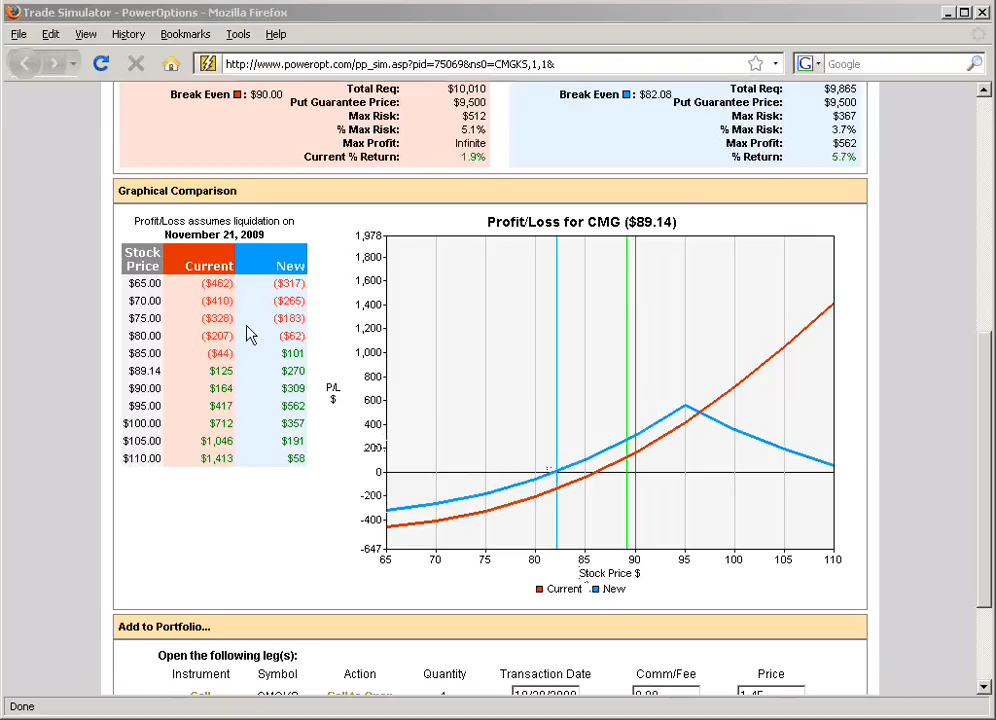 Trade Simulator - PowerOptions - Mozilla Firefox
File Edit View History Bookmarks Tools Help
http://www.poweropt.com/pp_sim.asp?pid=75069&ns0=CMGKS,1,1& Google
Break Even : $90.00
Total Req: $10,010
Put Guarantee Price: $9,500
Max Risk: $512
% Max Risk: 5.1%
Max Profit: Infinite
Current % Return: 1.9%
Break Even : $82.08
Total Req: $9,865
Put Guarantee Price: $9,500
Max Risk: $367
% Max Risk: 3.7%
Max Profit: $562
% Return: 5.7%
Graphical Comparison
Profit/Loss assumes liquidation on
November 21, 2009
Stock Price Current New
$65.00 ($462) ($317)
$70.00 ($410) ($265)
$75.00 ($328) ($183)
$80.00 ($207) ($62)
$85.00 ($44) $101
$89.14 $125 $270
$90.00 $164 $309
$95.00 $417 $562
$100.00 $712 $357
$105.00 $1,046 $191
$110.00 $1,413 $58
Profit/Loss for CMG ($89.14)
1,978
1,800
1,600
1,400
1,200
1,000
800
600
400
200
0
-200
-400
-647
P/L
$
65 70 75 80 85 90 95 100 105 110
Stock Price $
Current New
Add to Portfolio...
Open the following leg(s):
Instrument Symbol Action Quantity Transaction Date Comm/Fee Price
Done